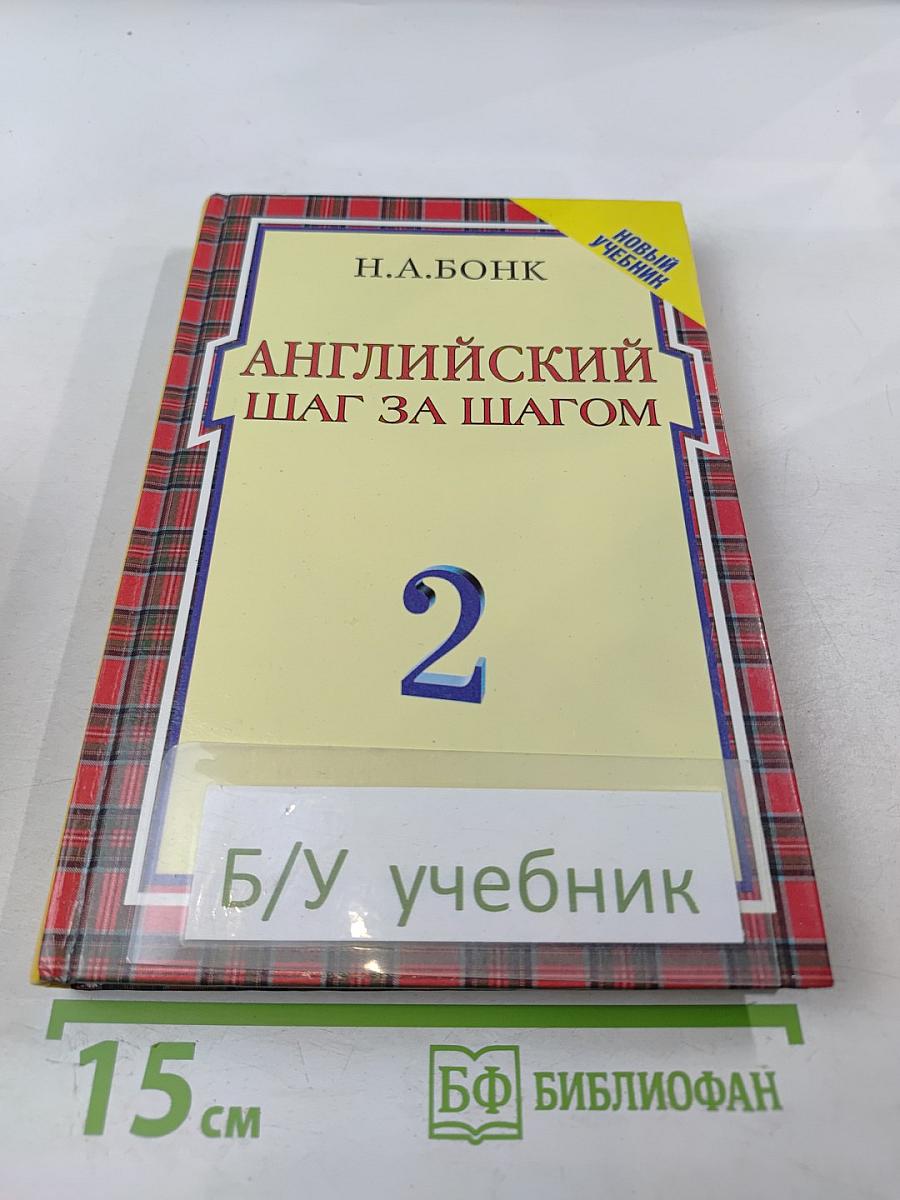 НОВЫЙ
УЧЕБНИК
Н.А.БОНК
АНГЛИЙСКИЙ
ШАГ ЗА ШАГОМ
2
Б/У учебник
15 см
БФ БИБЛИОФАН